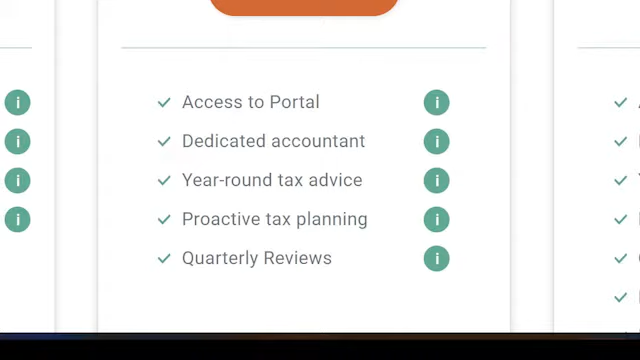 Access to Portal
Dedicated accountant
Year-round tax advice
Proactive tax planning
Quarterly Reviews